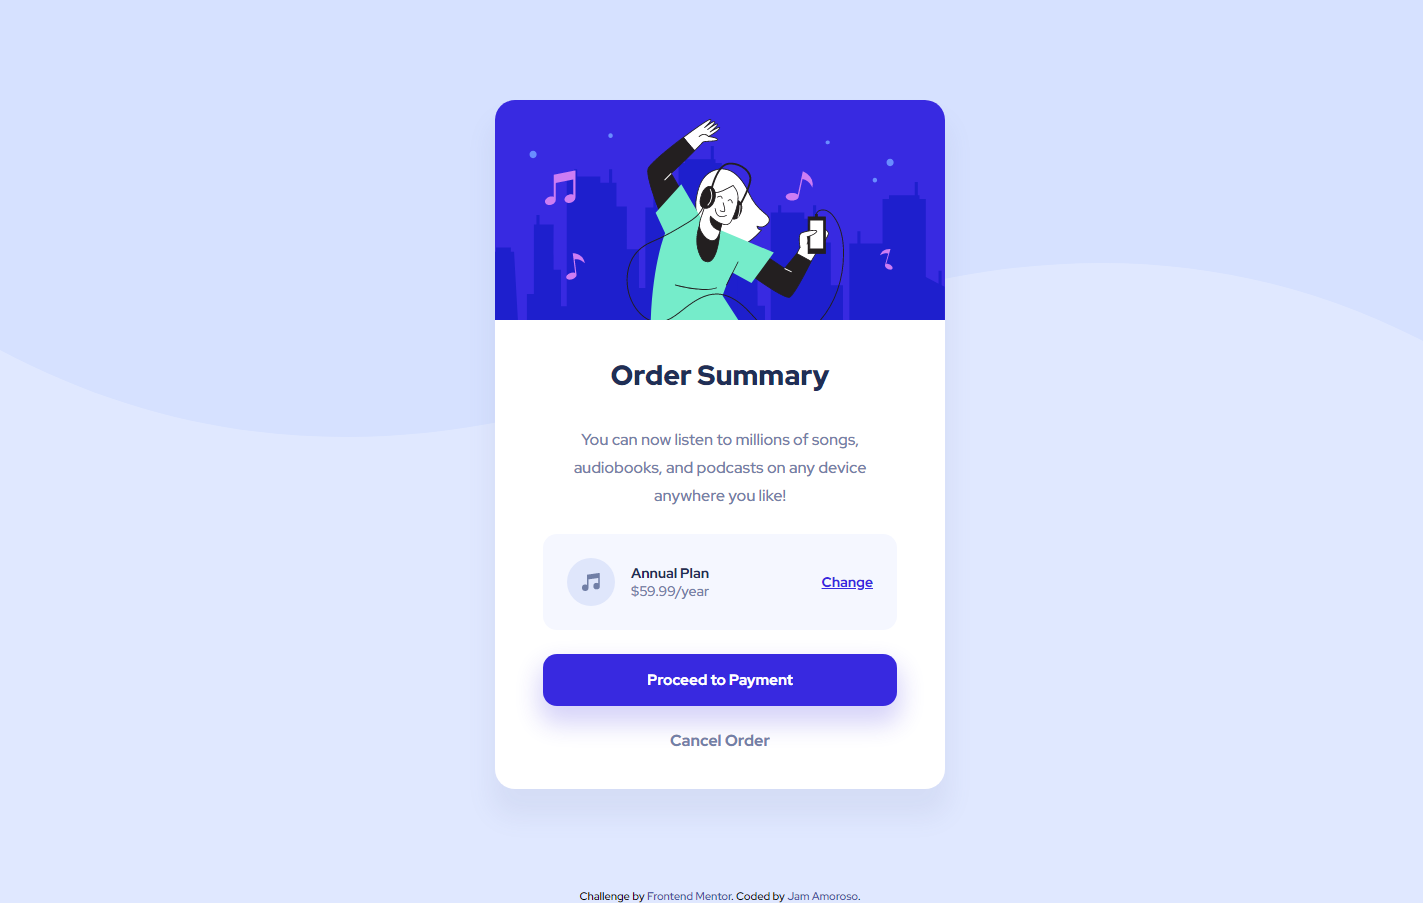 Order Summary
You can now listen to millions of songs,
audiobooks, and podcasts on any device
anywhere you like!
Annual Plan
$59.99/year
Change
Proceed to Payment
Cancel Order
Challenge by Frontend Mentor. Coded by Jam Amoroso.